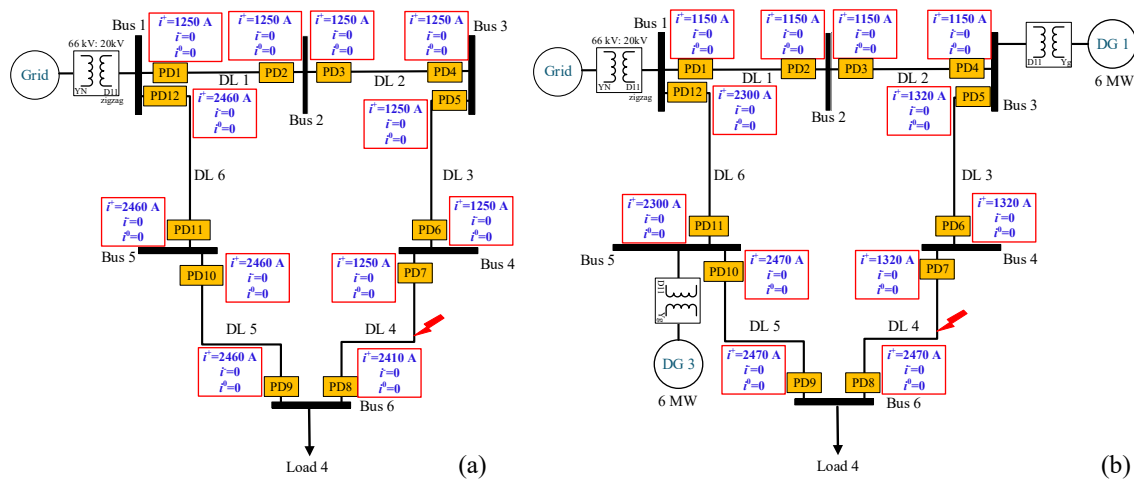 Bus 1
i⁺=1250 A
i⁻=0
i⁰=0
i⁺=1250 A
i⁻=0
i⁰=0
i⁺=1250 A
i⁻=0
i⁰=0
i⁺=1250 A
i⁻=0
i⁰=0
Bus 3
66 kV: 20kV
Grid
YN
D11
zigzag
PD1
DL 1
PD2
PD3
DL 2
PD4
PD12
i⁺=2460 A
i⁻=0
i⁰=0
Bus 2
i⁺=1250 A
i⁻=0
i⁰=0
PD5
DL 6
DL 3
i⁺=2460 A
i⁻=0
i⁰=0
PD11
PD6
i⁺=1250 A
i⁻=0
i⁰=0
Bus 5
Bus 4
PD10
i⁺=2460 A
i⁻=0
i⁰=0
i⁺=1250 A
i⁻=0
i⁰=0
PD7
DL 5
DL 4
i⁺=2460 A
i⁻=0
i⁰=0
PD9
PD8
i⁺=2410 A
i⁻=0
i⁰=0
Bus 6
Load 4
(a)
Bus 1
i⁺=1150 A
i⁻=0
i⁰=0
i⁺=1150 A
i⁻=0
i⁰=0
i⁺=1150 A
i⁻=0
i⁰=0
i⁺=1150 A
i⁻=0
i⁰=0
66 kV: 20kV
Grid
YN
D11
zigzag
PD1
DL 1
PD2
PD3
DL 2
PD4
D11
Yg
DG 1
6 MW
PD12
i⁺=2300 A
i⁻=0
i⁰=0
Bus 2
i⁺=1320 A
i⁻=0
i⁰=0
PD5
Bus 3
DL 6
DL 3
i⁺=2300 A
i⁻=0
i⁰=0
PD11
PD6
i⁺=1320 A
i⁻=0
i⁰=0
Bus 5
Bus 4
D11
Yg
DG 3
6 MW
PD10
i⁺=2470 A
i⁻=0
i⁰=0
i⁺=1320 A
i⁻=0
i⁰=0
PD7
DL 5
DL 4
i⁺=2470 A
i⁻=0
i⁰=0
PD9
PD8
i⁺=2470 A
i⁻=0
i⁰=0
Bus 6
Load 4
(b)